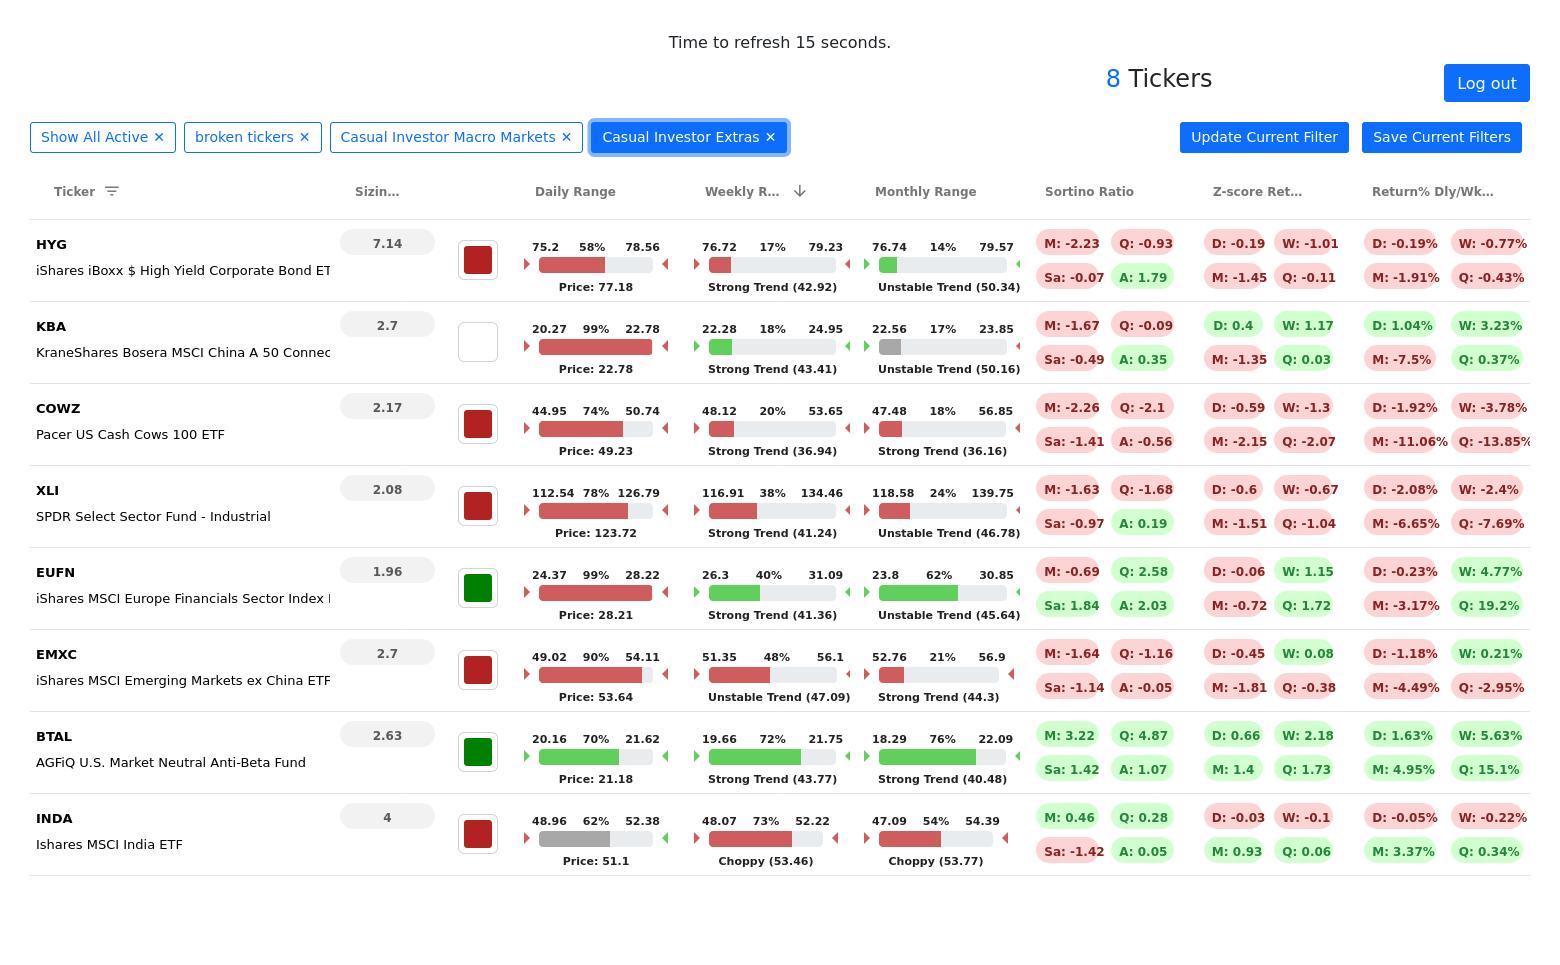 Time to refresh 15 seconds.
8 Tickers
Log out
Show All Active ✕ broken tickers ✕ Casual Investor Macro Markets ✕ Casual Investor Extras ✕ Update Current Filter Save Current Filters
Ticker Sizin... Daily Range Weekly R... Monthly Range Sortino Ratio Z-score Ret... Return% Dly/Wk...
HYG 7.14 75.2 58% 78.56 76.72 17% 79.23 76.74 14% 79.57 M: -2.23 Q: -0.93 D: -0.19 W: -1.01 D: -0.19% W: -0.77%
iShares iBoxx $ High Yield Corporate Bond ET Sa: -0.07 A: 1.79 M: -1.45 Q: -0.11 M: -1.91% Q: -0.43%
Price: 77.18 Strong Trend (42.92) Unstable Trend (50.34)
KBA 2.7 20.27 99% 22.78 22.28 18% 24.95 22.56 17% 23.85 M: -1.67 Q: -0.09 D: 0.4 W: 1.17 D: 1.04% W: 3.23%
KraneShares Bosera MSCI China A 50 Connec Sa: -0.49 A: 0.35 M: -1.35 Q: 0.03 M: -7.5% Q: 0.37%
Price: 22.78 Strong Trend (43.41) Unstable Trend (50.16)
COWZ 2.17 44.95 74% 50.74 48.12 20% 53.65 47.48 18% 56.85 M: -2.26 Q: -2.1 D: -0.59 W: -1.3 D: -1.92% W: -3.78%
Pacer US Cash Cows 100 ETF Sa: -1.41 A: -0.56 M: -2.15 Q: -2.07 M: -11.06% Q: -13.85%
Price: 49.23 Strong Trend (36.94) Strong Trend (36.16)
XLI 2.08 112.54 78% 126.79 116.91 38% 134.46 118.58 24% 139.75 M: -1.63 Q: -1.68 D: -0.6 W: -0.67 D: -2.08% W: -2.4%
SPDR Select Sector Fund - Industrial Sa: -0.97 A: 0.19 M: -1.51 Q: -1.04 M: -6.65% Q: -7.69%
Price: 123.72 Strong Trend (41.24) Unstable Trend (46.78)
EUFN 1.96 24.37 99% 28.22 26.3 40% 31.09 23.8 62% 30.85 M: -0.69 Q: 2.58 D: -0.06 W: 1.15 D: -0.23% W: 4.77%
iShares MSCI Europe Financials Sector Index Sa: 1.84 A: 2.03 M: -0.72 Q: 1.72 M: -3.17% Q: 19.2%
Price: 28.21 Strong Trend (41.36) Unstable Trend (45.64)
EMXC 2.7 49.02 90% 54.11 51.35 48% 56.1 52.76 21% 56.9 M: -1.64 Q: -1.16 D: -0.45 W: 0.08 D: -1.18% W: 0.21%
iShares MSCI Emerging Markets ex China ETF Sa: -1.14 A: -0.05 M: -1.81 Q: -0.38 M: -4.49% Q: -2.95%
Price: 53.64 Unstable Trend (47.09) Strong Trend (44.3)
BTAL 2.63 20.16 70% 21.62 19.66 72% 21.75 18.29 76% 22.09 M: 3.22 Q: 4.87 D: 0.66 W: 2.18 D: 1.63% W: 5.63%
AGFiQ U.S. Market Neutral Anti-Beta Fund Sa: 1.42 A: 1.07 M: 1.4 Q: 1.73 M: 4.95% Q: 15.1%
Price: 21.18 Strong Trend (43.77) Strong Trend (40.48)
INDA 4 48.96 62% 52.38 48.07 73% 52.22 47.09 54% 54.39 M: 0.46 Q: 0.28 D: -0.03 W: -0.1 D: -0.05% W: -0.22%
Ishares MSCI India ETF Sa: -1.42 A: 0.05 M: 0.93 Q: 0.06 M: 3.37% Q: 0.34%
Price: 51.1 Choppy (53.46) Choppy (53.77)